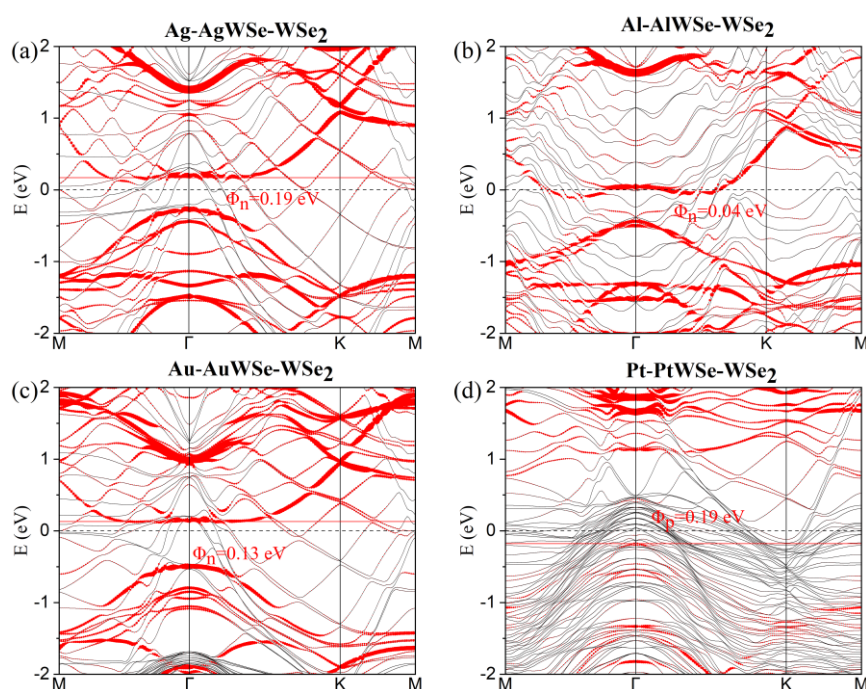 Ag-AgWSe-WSe2
Al-AlWSe-WSe2
(a)
(b)
2
1
0
-1
-2
E (eV)
Φn=0.19 eV
M Γ K M
2
1
0
-1
-2
E (eV)
Φn=0.04 eV
M Γ K M
Au-AuWSe-WSe2
Pt-PtWSe-WSe2
(c)
(d)
2
1
0
-1
-2
E (eV)
Φn=0.13 eV
M Γ K M
2
1
0
-1
-2
E (eV)
Φp=0.19 eV
M Γ K M